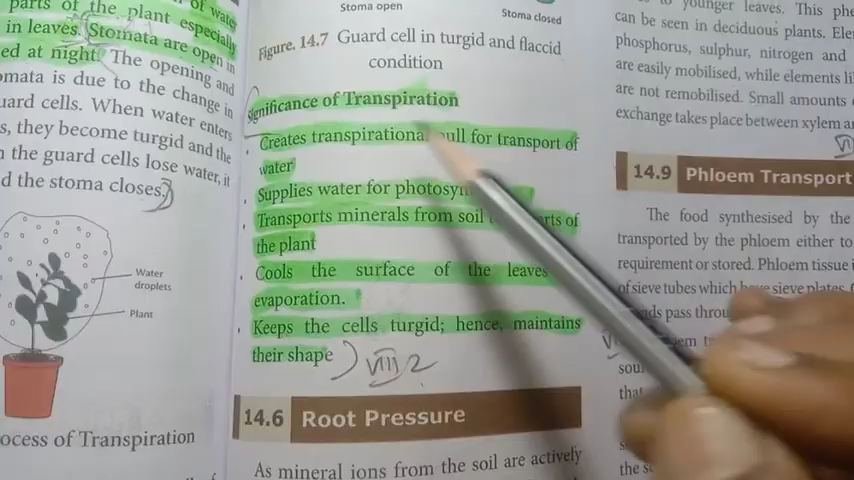 parts of the plant especially
of water
in leaves. Stomata are open in
ed at night. The opening and
omata is due to the change in
uard cells. When water enters
s, they become turgid and the
n the guard cells lose water, it
d the stoma closes.
Water
droplets
Plant
ocess of Transpiration
Stoma open
Stoma closed
Figure. 14.7 Guard cell in turgid and flaccid
condition
Significance of Transpiration
• Creates transpirational pull for transport of
water
• Supplies water for
• Transports minerals from soil of
the plant
• Cools the surface of the leaves
evaporation.
• Keeps the cells turgid; hence, maintains
their shape
VIII 2
14.6 Root Pressure
As mineral ions from the soil are actively
younger leaves. This
can be seen in deciduous plants.
phosphorus, sulphur, nitrogen and
are easily mobilised, while elements
are not remobilised. Small amounts
exchange takes place between xylem
14.9 Phloem Transport
The food synthesised by the
transported by the phloem either to
requirement or stored. Phloem tissue
of sieve tubes which have sieve plates.
pass
the